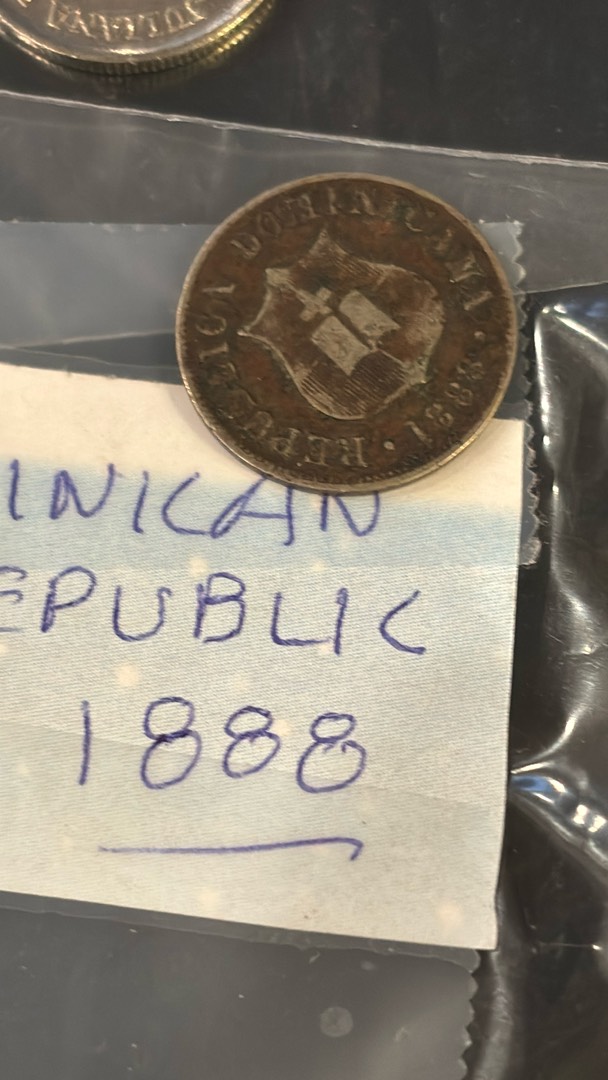 REPUBLICA DOMINICANA · 1888 ·
INICAN
EPUBLIC
1888